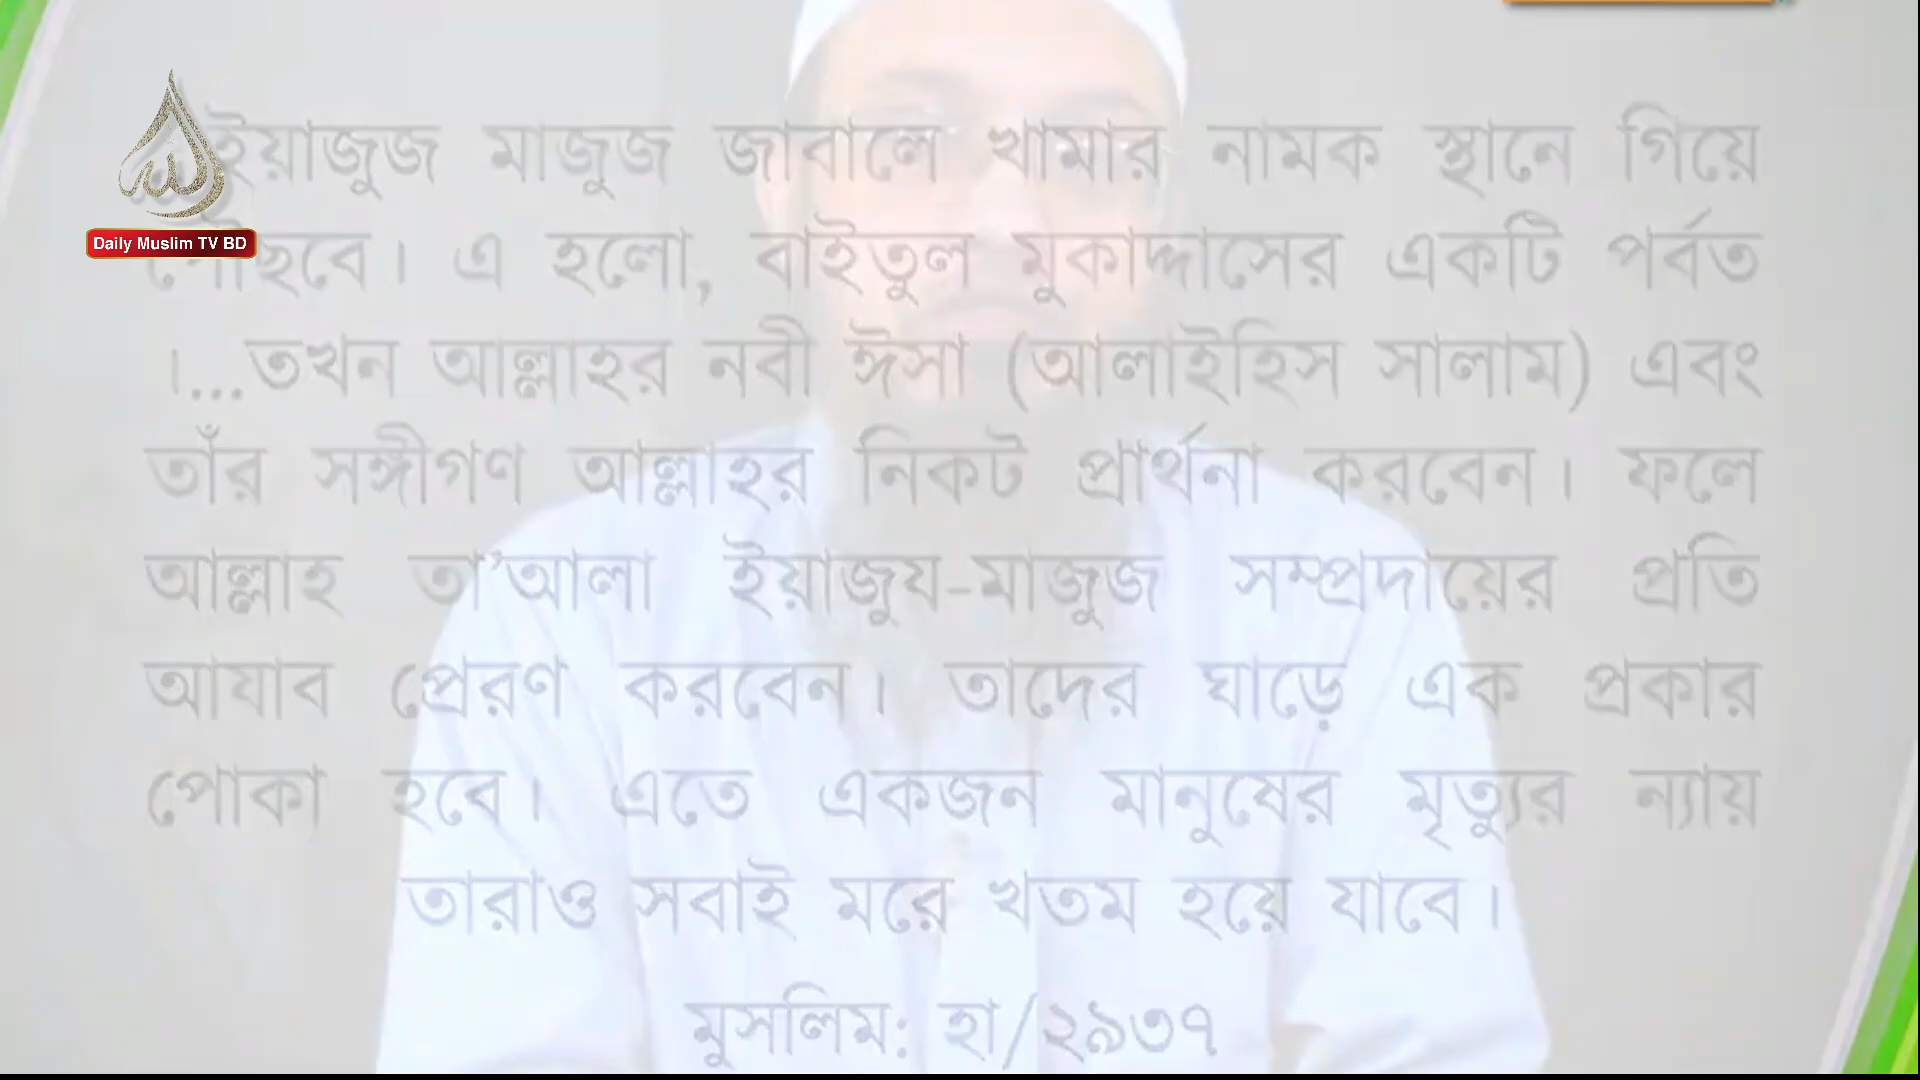 ইয়াজুজ মাজুজ জাবালে খামার নামক স্থানে গিয়ে
পৌঁছবে। এ হলো, বাইতুল মুকাদ্দাসের একটি পর্বত
।...তখন আল্লাহর নবী ঈসা (আলাইহিস সালাম) এবং
তাঁর সঙ্গীগণ আল্লাহর নিকট প্রার্থনা করবেন। ফলে
আল্লাহ তা’আলা ইয়াজুয-মাজুজ সম্প্রদায়ের প্রতি
আযাব প্রেরণ করবেন। তাদের ঘাড়ে এক প্রকার
পোকা হবে। এতে একজন মানুষের মৃত্যুর ন্যায়
তারাও সবাই মরে খতম হয়ে যাবে।
মুসলিম: হা/২৯৩৭
الله
Daily Muslim TV BD